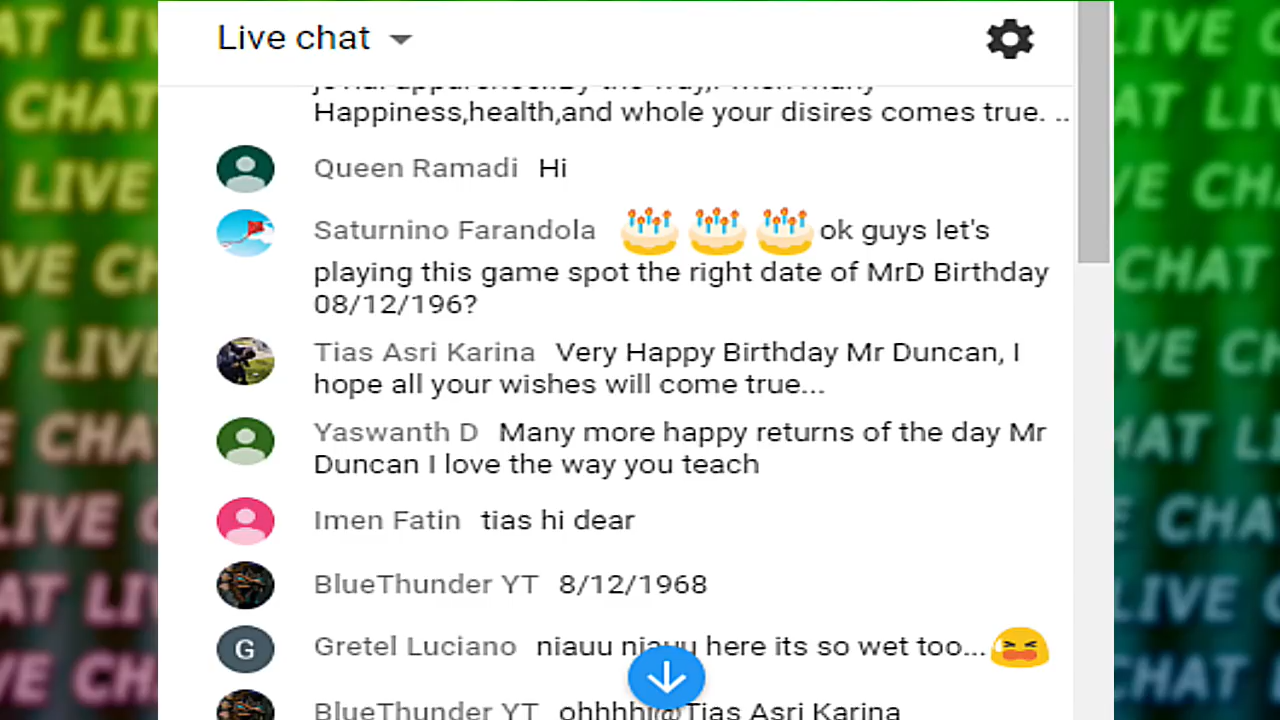 Live chat
Happiness,health,and whole your disires comes true. ..
Queen Ramadi Hi
Saturnino Farandola 🎂🎂🎂ok guys let's
playing this game spot the right date of MrD Birthday
08/12/196?
Tias Asri Karina Very Happy Birthday Mr Duncan, I
hope all your wishes will come true...
Yaswanth D Many more happy returns of the day Mr
Duncan I love the way you teach
Imen Fatin tias hi dear
BlueThunder YT 8/12/1968
G
Gretel Luciano niauu niauu here its so wet too...😆
BlueThunder YT ohhhhi@Tias Asri Karina